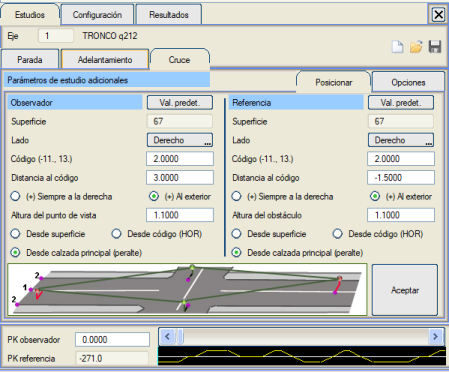 Estudios Configuración Resultados
Eje 1 TRONCO q212
Parada Adelantamiento Cruce
Parámetros de estudio adicionales Posicionar Opciones
Observador Val. predet. Referencia Val. predet.
Superficie 67 Superficie 67
Lado Derecho ... Lado Derecho ...
Código (-11., 13.) 2.0000 Código (-11., 13.) 2.0000
Distancia al código 3.0000 Distancia al código -1.5000
(+) Siempre a la derecha (+) Al exterior (+) Siempre a la derecha (+) Al exterior
Altura del punto de vista 1.1000 Altura del obstáculo 1.1000
Desde superficie Desde código (HOR) Desde superficie Desde código (HOR)
Desde calzada principal (peralte) Desde calzada principal (peralte)
2
1
2
Aceptar
PK observador 0.0000
PK referencia -271.0